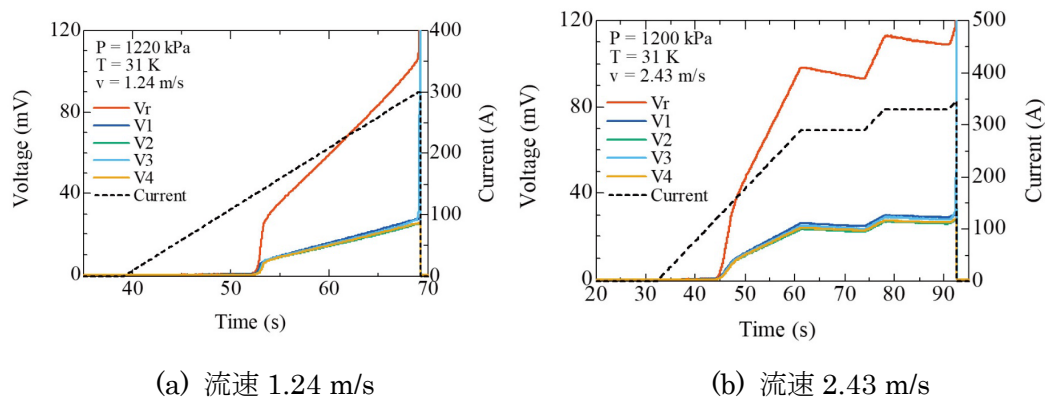 120
80
40
0
Voltage (mV)
P = 1220 kPa
T = 31 K
v = 1.24 m/s
Vr
V1
V2
V3
V4
Current
400
300
200
100
0
Current (A)
40 50 60 70
Time (s)
(a) 流速 1.24 m/s
120
80
40
0
Voltage (mV)
P = 1200 kPa
T = 31 K
v = 2.43 m/s
Vr
V1
V2
V3
V4
Current
500
400
300
200
100
0
Current (A)
20 30 40 50 60 70 80 90
Time (s)
(b) 流速 2.43 m/s